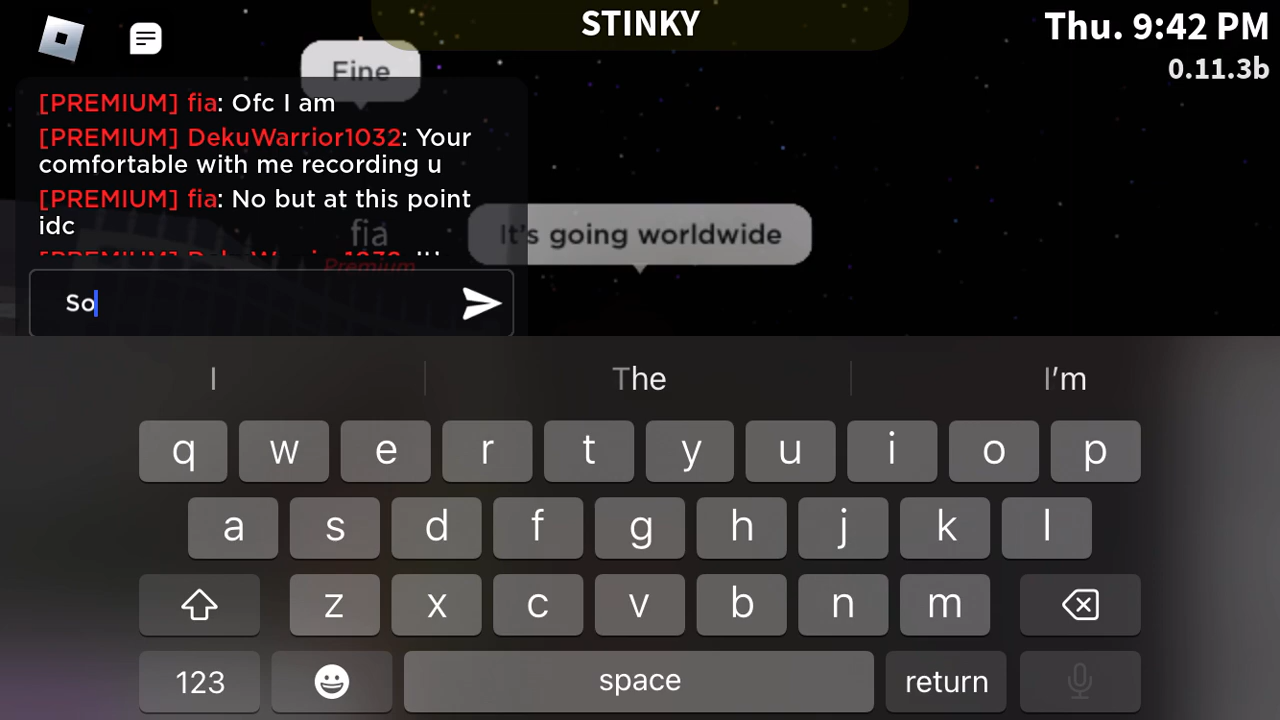 STINKY
Thu. 9:42 PM
0.11.3b
Fine
[PREMIUM] fia: Ofc I am
[PREMIUM] DekuWarrior1032: Your
comfortable with me recording u
[PREMIUM] fia: No but at this point
idc
fia
It's going worldwide
Premium
So
I The I'm
q w e r t y u i o p
a s d f g h j k l
z x c v b n m
123 space return